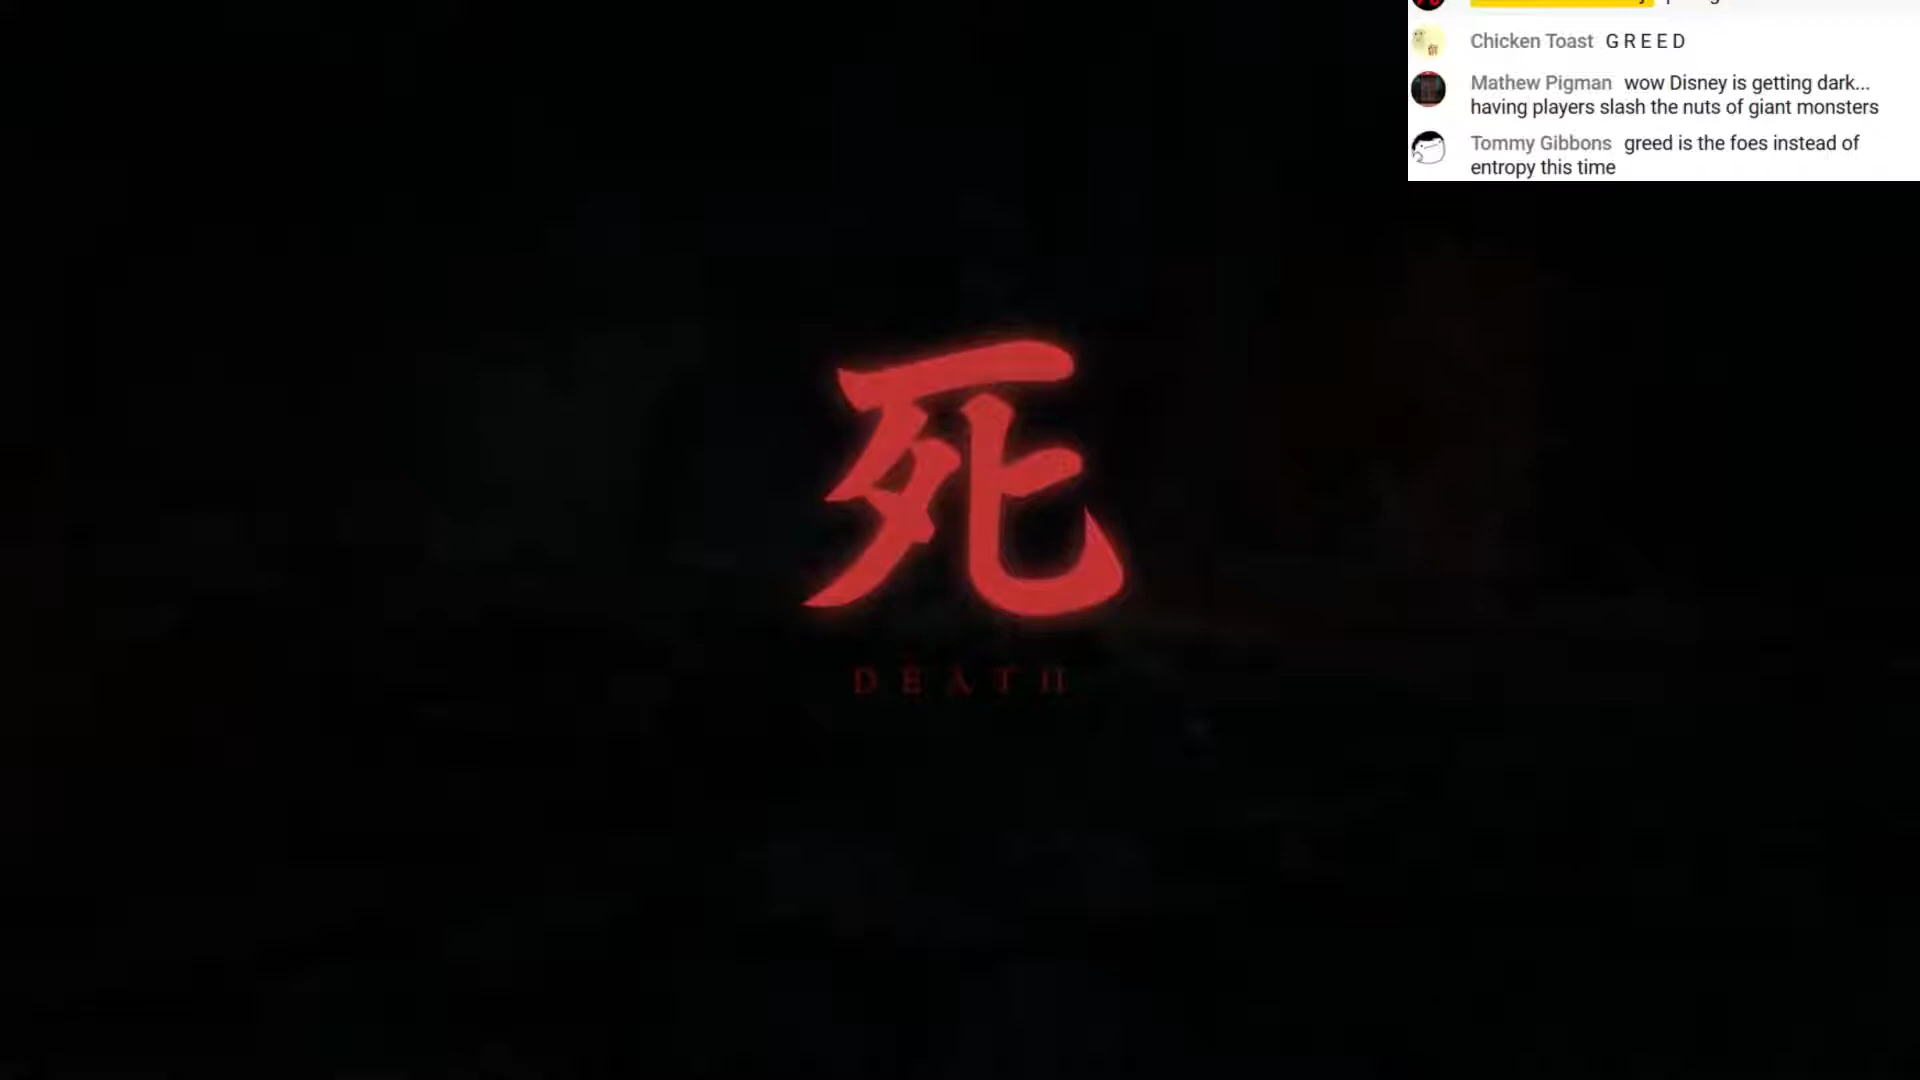 Chicken Toast G R E E D
Mathew Pigman wow Disney is getting dark...
having players slash the nuts of giant monsters
Tommy Gibbons greed is the foes instead of
entropy this time
死
DEATH